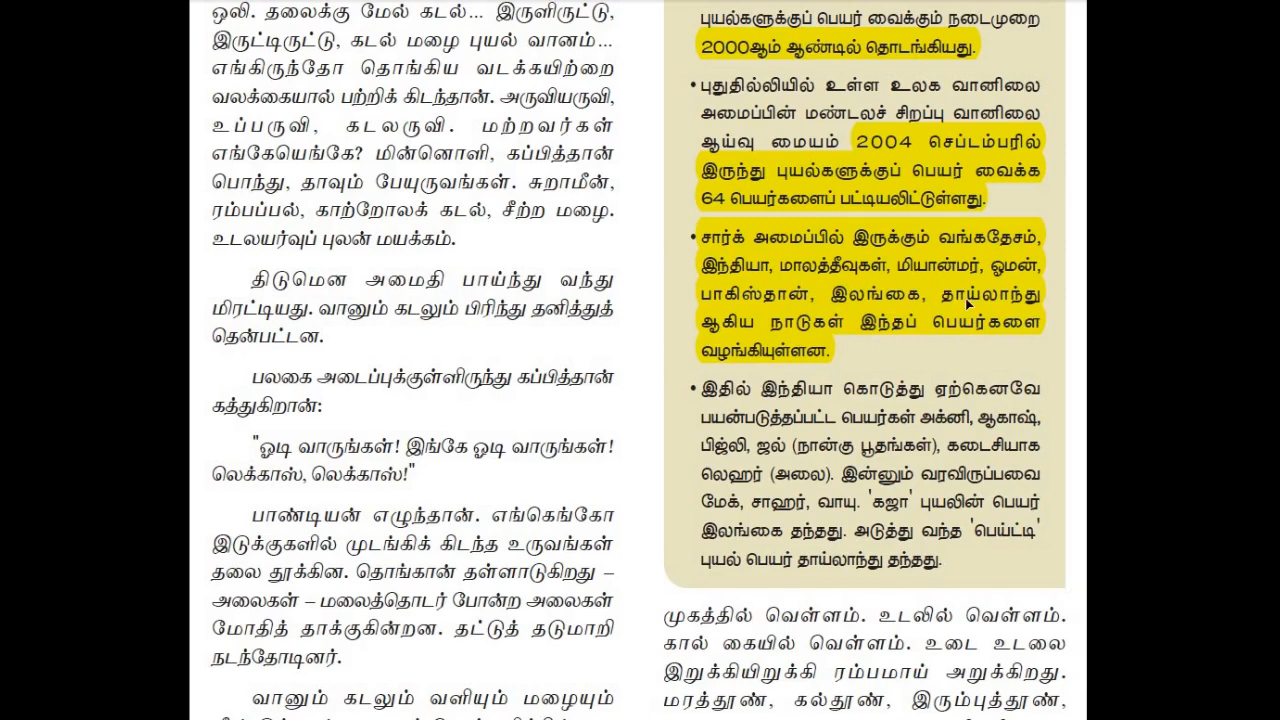 ஒலி. தலைக்கு மேல் கடல்... இருளிருட்டு,
இருட்டிருட்டு, கடல் மழை புயல் வானம்...
எங்கிருந்தோ தொங்கிய வடக்கயிற்றை
வலக்கையால் பற்றிக் கிடந்தான். அருவியருவி,
உப்பருவி, கடலருவி. மற்றவர்கள்
எங்கேயெங்கே? மின்னொளி, கப்பித்தான்
பொந்து, தாவும் பேயுருவங்கள். சுறாமீன்,
ரம்பப்பல், காற்றோலக் கடல், சீற்ற மழை.
உடலயர்வுப் புலன் மயக்கம்.
திடுமென அமைதி பாய்ந்து வந்து
மிரட்டியது. வானும் கடலும் பிரிந்து தனித்துத்
தென்பட்டன.
பலகை அடைப்புக்குள்ளிருந்து கப்பித்தான்
கத்துகிறான்:
"ஓடி வாருங்கள்! இங்கே ஓடி வாருங்கள்!
லெக்காஸ், லெக்காஸ்!"
பாண்டியன் எழுந்தான். எங்கெங்கோ
இடுக்குகளில் முடங்கிக் கிடந்த உருவங்கள்
தலை தூக்கின. தொங்கான் தள்ளாடுகிறது –
அலைகள் – மலைத்தொடர் போன்ற அலைகள்
மோதித் தாக்குகின்றன. தட்டுத் தடுமாறி
நடந்தோடினர்.
வானும் கடலும் வளியும் மழையும்
புயல்களுக்குப் பெயர் வைக்கும் நடைமுறை
2000ஆம் ஆண்டில் தொடங்கியது.
•புதுதில்லியில் உள்ள உலக வானிலை
அமைப்பின் மண்டலச் சிறப்பு வானிலை
ஆய்வு மையம் 2004 செப்டம்பரில்
இருந்து புயல்களுக்குப் பெயர் வைக்க
64 பெயர்களைப் பட்டியலிட்டுள்ளது.
•சார்க் அமைப்பில் இருக்கும் வங்கதேசம்,
இந்தியா, மாலத்தீவுகள், மியான்மர், ஓமன்,
பாகிஸ்தான், இலங்கை, தாய்லாந்து
ஆகிய நாடுகள் இந்தப் பெயர்களை
வழங்கியுள்ளன.
•இதில் இந்தியா கொடுத்து ஏற்கெனவே
பயன்படுத்தப்பட்ட பெயர்கள் அக்னி, ஆகாஷ்,
பிஜ்லி, ஜல் (நான்கு பூதங்கள்), கடைசியாக
லெஹர் (அலை). இன்னும் வரவிருப்பவை
மேக், சாஹர், வாயு. 'கஜா' புயலின் பெயர்
இலங்கை தந்தது. அடுத்து வந்த 'பெய்ட்டி'
புயல் பெயர் தாய்லாந்து தந்தது.
முகத்தில் வெள்ளம். உடலில் வெள்ளம்.
கால் கையில் வெள்ளம். உடை உடலை
இறுக்கியிறுக்கி ரம்பமாய் அறுக்கிறது.
மரத்தூண், கல்தூண், இரும்புத்தூண்,